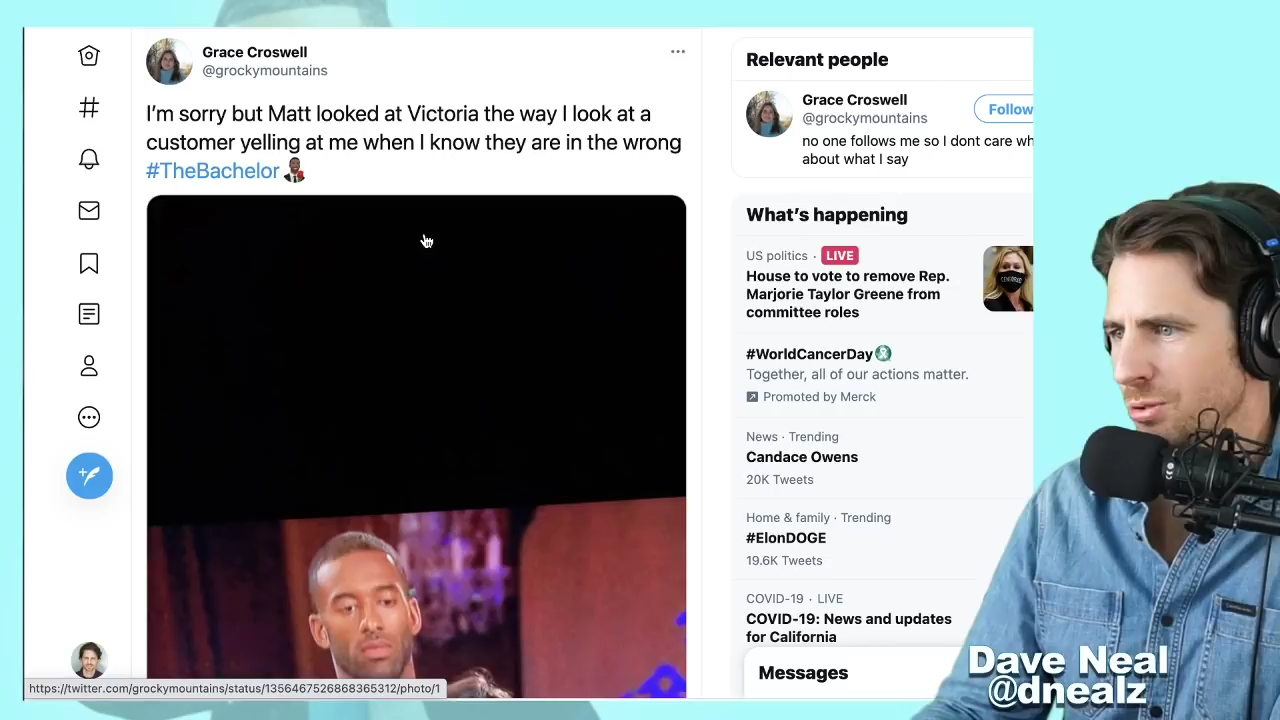 Grace Croswell
@grockymountains
I'm sorry but Matt looked at Victoria the way I look at a
customer yelling at me when I know they are in the wrong
#TheBachelor
Relevant people
Grace Croswell
@grockymountains
Follow
no one follows me so I dont care wh
about what I say
What's happening
US politics · LIVE
House to vote to remove Rep.
Marjorie Taylor Greene from
committee roles
#WorldCancerDay
Together, all of our actions matter.
Promoted by Merck
News · Trending
Candace Owens
20K Tweets
Home & family · Trending
#ElonDOGE
19.6K Tweets
COVID-19 · LIVE
COVID-19: News and updates
for California
Messages
https://twitter.com/grockymountains/status/1356467526868365312/photo/1
Dave Neal
@dnealz